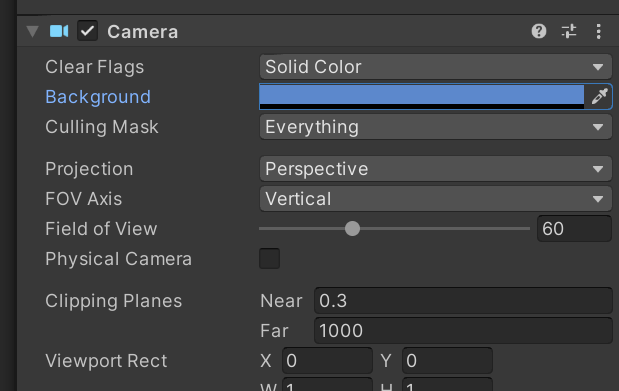 Camera
Clear Flags Solid Color
Background
Culling Mask Everything
Projection Perspective
FOV Axis Vertical
Field of View 60
Physical Camera
Clipping Planes Near 0.3
Far 1000
Viewport Rect X 0 Y 0
W 1 H 1